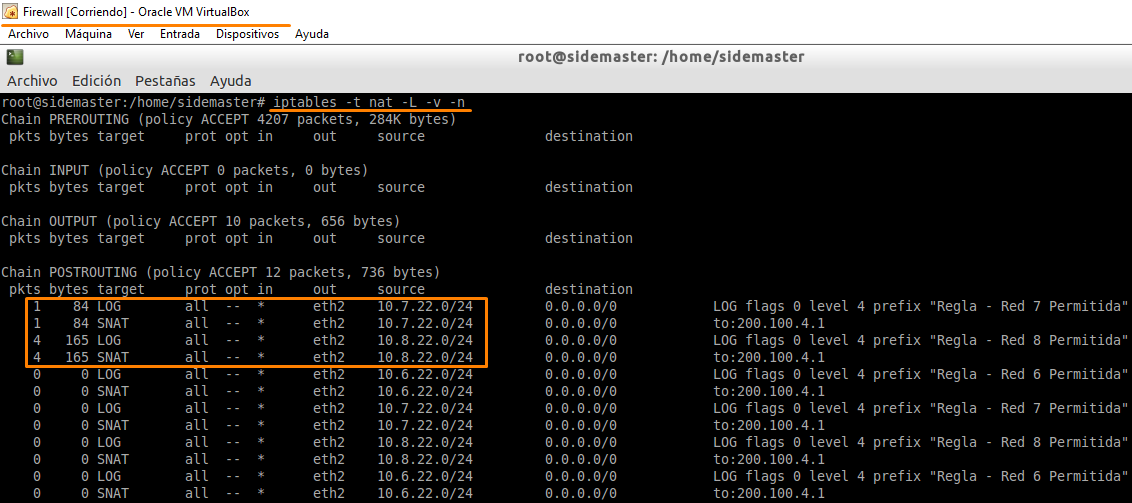 Firewall [Corriendo] - Oracle VM VirtualBox
Archivo Máquina Ver Entrada Dispositivos Ayuda
root@sidemaster: /home/sidemaster
Archivo Edición Pestañas Ayuda
root@sidemaster:/home/sidemaster# iptables -t nat -L -v -n
Chain PREROUTING (policy ACCEPT 4207 packets, 284K bytes)
 pkts bytes target     prot opt in     out     source               destination

Chain INPUT (policy ACCEPT 0 packets, 0 bytes)
 pkts bytes target     prot opt in     out     source               destination

Chain OUTPUT (policy ACCEPT 10 packets, 656 bytes)
 pkts bytes target     prot opt in     out     source               destination

Chain POSTROUTING (policy ACCEPT 12 packets, 736 bytes)
 pkts bytes target     prot opt in     out     source               destination
    1    84 LOG        all  --  *      eth2    10.7.22.0/24         0.0.0.0/0            LOG flags 0 level 4 prefix "Regla - Red 7 Permitida"
    1    84 SNAT       all  --  *      eth2    10.7.22.0/24         0.0.0.0/0            to:200.100.4.1
    4   165 LOG        all  --  *      eth2    10.8.22.0/24         0.0.0.0/0            LOG flags 0 level 4 prefix "Regla - Red 8 Permitida"
    4   165 SNAT       all  --  *      eth2    10.8.22.0/24         0.0.0.0/0            to:200.100.4.1
    0     0 LOG        all  --  *      eth2    10.6.22.0/24         0.0.0.0/0            LOG flags 0 level 4 prefix "Regla - Red 6 Permitida"
    0     0 SNAT       all  --  *      eth2    10.6.22.0/24         0.0.0.0/0            to:200.100.4.1
    0     0 LOG        all  --  *      eth2    10.7.22.0/24         0.0.0.0/0            LOG flags 0 level 4 prefix "Regla - Red 7 Permitida"
    0     0 SNAT       all  --  *      eth2    10.7.22.0/24         0.0.0.0/0            to:200.100.4.1
    0     0 LOG        all  --  *      eth2    10.8.22.0/24         0.0.0.0/0            LOG flags 0 level 4 prefix "Regla - Red 8 Permitida"
    0     0 SNAT       all  --  *      eth2    10.8.22.0/24         0.0.0.0/0            to:200.100.4.1
    0     0 LOG        all  --  *      eth2    10.6.22.0/24         0.0.0.0/0            LOG flags 0 level 4 prefix "Regla - Red 6 Permitida"
    0     0 SNAT       all  --  *      eth2    10.6.22.0/24         0.0.0.0/0            to:200.100.4.1